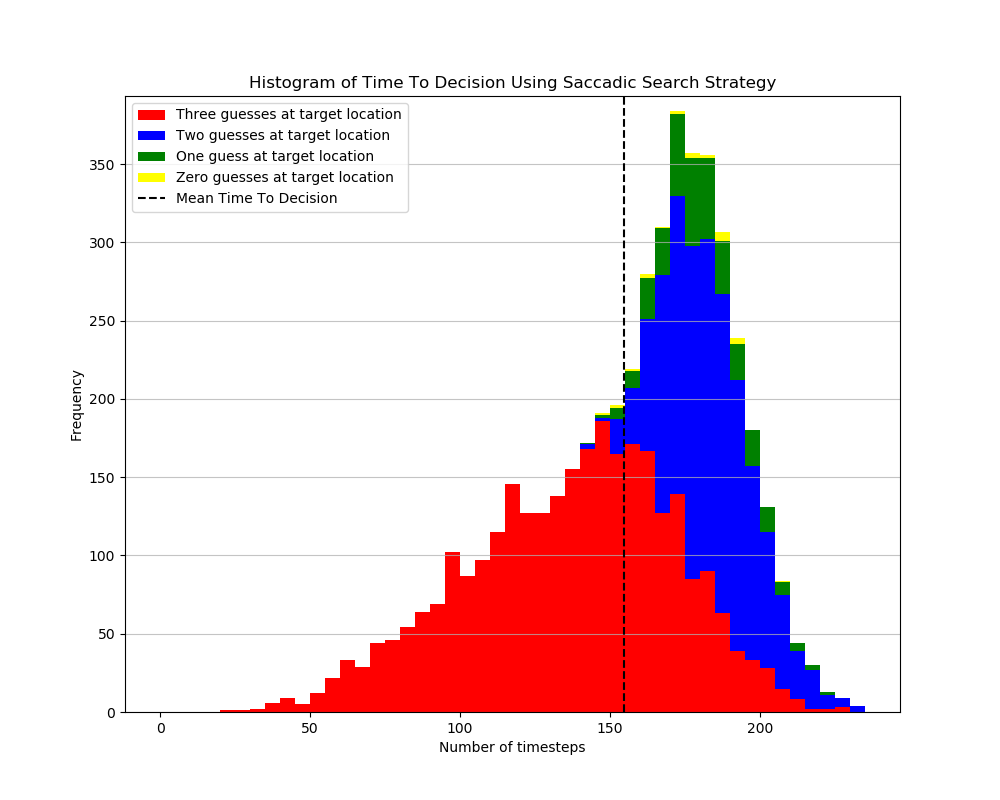 Histogram of Time To Decision Using Saccadic Search Strategy
Three guesses at target location
Two guesses at target location
One guess at target location
Zero guesses at target location
Mean Time To Decision
Frequency
350
300
250
200
150
100
50
0
0 50 100 150 200
Number of timesteps